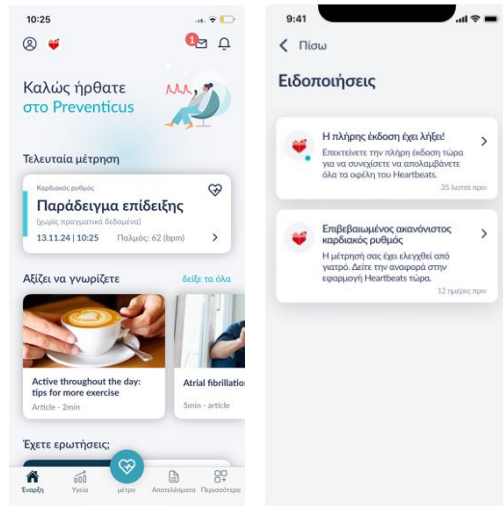 10:25
1
Καλώς ήρθατε
στο Preventicus
Τελευταία μέτρηση
Καρδιακός ρυθμός
Παράδειγμα επίδειξης
(χωρίς πραγματικά δεδομένα)
13.11.24 | 10:25 Παλμός: 62 (bpm)
Αξίζει να γνωρίζετε δείξε τα όλα
Active throughout the day:
tips for more exercise
Article - 2min
Atrial fibrillatio
5min - article
Έχετε ερωτήσεις;
Έναρξη Υγεία μέτρο Αποτελέσματα Περισσότερα
9:41
Πίσω
Ειδοποιήσεις
Η πλήρης έκδοση έχει λήξει!
Επεκτείνετε την πλήρη έκδοση τώρα
για να συνεχίσετε να απολαμβάνετε
όλα τα οφέλη του Heartbeats.
35 λεπτά πριν
Επιβεβαιωμένος ακανόνιστος
καρδιακός ρυθμός
Η μέτρησή σας έχει ελεγχθεί από
γιατρό. Δείτε την αναφορά στην
εφαρμογή Heartbeats τώρα.
12 ημέρες πριν